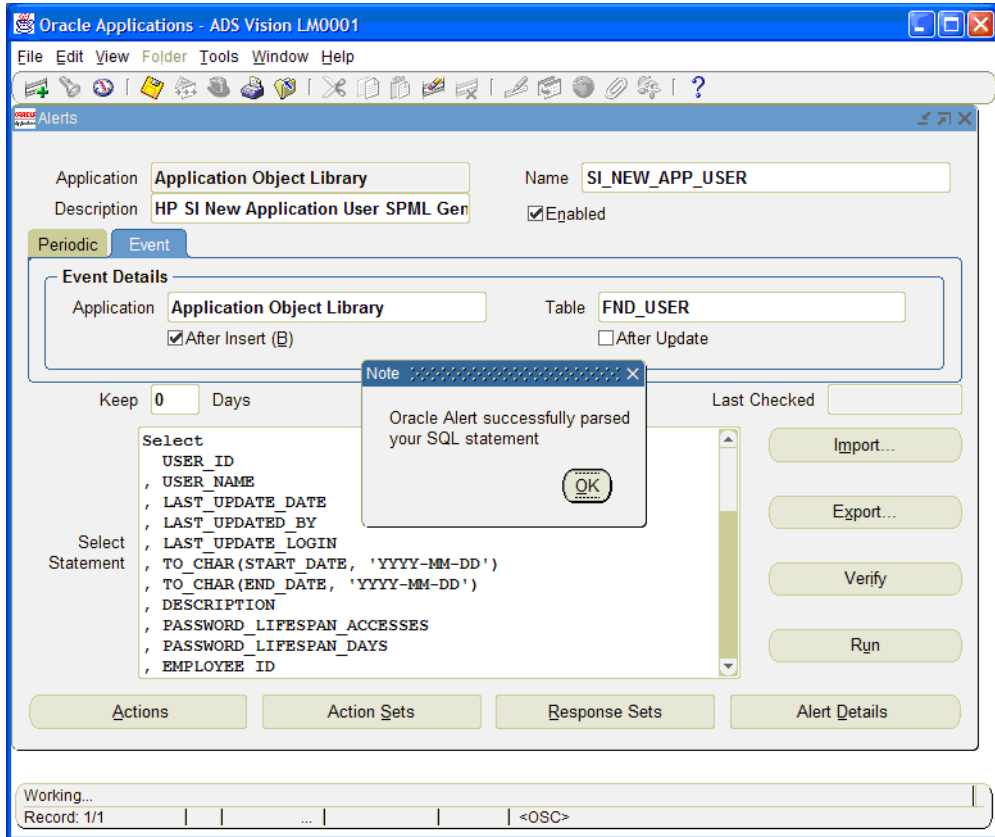 Oracle Applications - ADS Vision LM0001
File Edit View Folder Tools Window Help
ORACLE Alerts
Application Application Object Library Name SI_NEW_APP_USER
Description HP SI New Application User SPML Gen Enabled
Periodic Event
Event Details
Application Application Object Library Table FND_USER
After Insert (B) After Update
Note
Oracle Alert successfully parsed
your SQL statement
OK
Keep 0 Days Last Checked
Select
Statement
Select
USER_ID
, USER_NAME
, LAST_UPDATE_DATE
, LAST_UPDATED_BY
, LAST_UPDATE_LOGIN
, TO_CHAR(START_DATE, 'YYYY-MM-DD')
, TO_CHAR(END_DATE, 'YYYY-MM-DD')
, DESCRIPTION
, PASSWORD_LIFESPAN_ACCESSES
, PASSWORD_LIFESPAN_DAYS
, EMPLOYEE_ID
Import...
Export...
Verify
Run
Actions Action Sets Response Sets Alert Details
Working...
Record: 1/1 ... <OSC>